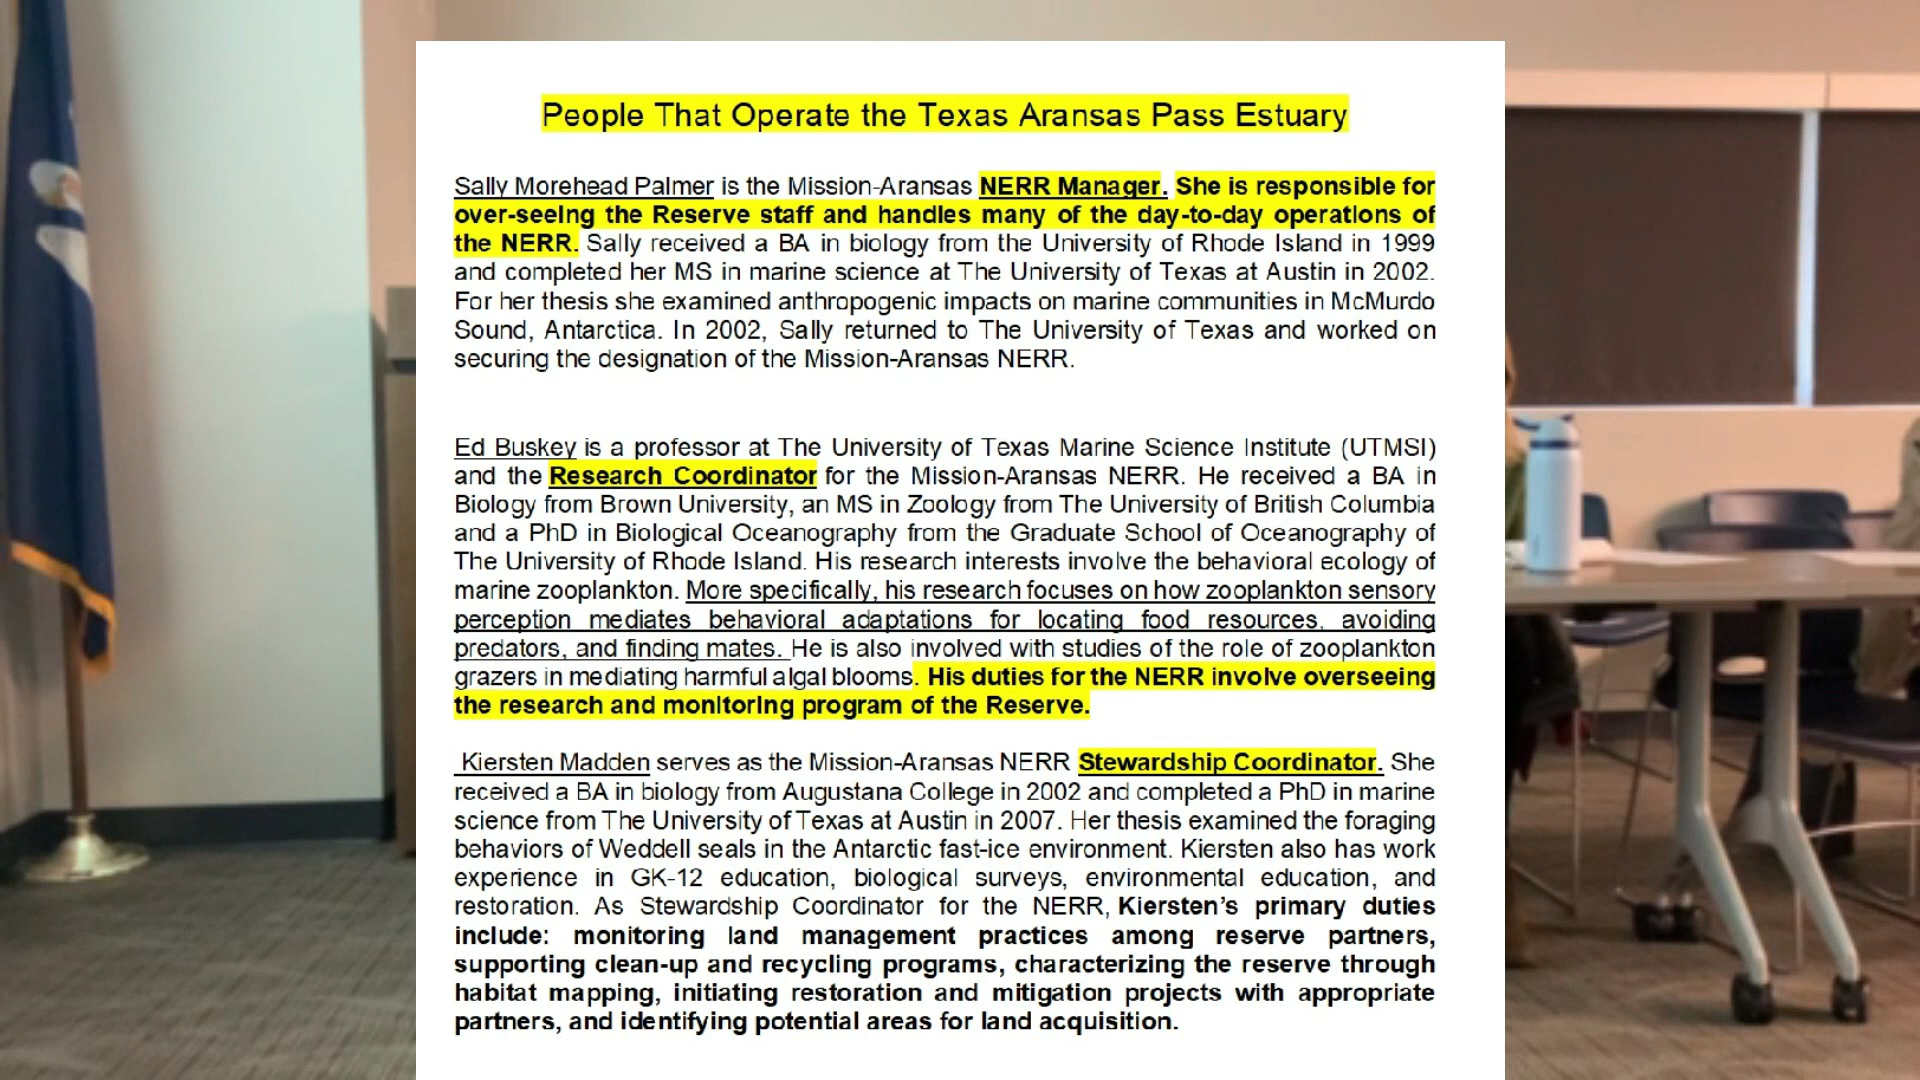 People That Operate the Texas Aransas Pass Estuary
Sally Morehead Palmer is the Mission-Aransas NERR Manager. She is responsible for
over-seeing the Reserve staff and handles many of the day-to-day operations of
the NERR. Sally received a BA in biology from the University of Rhode Island in 1999
and completed her MS in marine science at The University of Texas at Austin in 2002.
For her thesis she examined anthropogenic impacts on marine communities in McMurdo
Sound, Antarctica. In 2002, Sally returned to The University of Texas and worked on
securing the designation of the Mission-Aransas NERR.
Ed Buskey is a professor at The University of Texas Marine Science Institute (UTMSI)
and the Research Coordinator for the Mission-Aransas NERR. He received a BA in
Biology from Brown University, an MS in Zoology from The University of British Columbia
and a PhD in Biological Oceanography from the Graduate School of Oceanography of
The University of Rhode Island. His research interests involve the behavioral ecology of
marine zooplankton. More specifically, his research focuses on how zooplankton sensory
perception mediates behavioral adaptations for locating food resources, avoiding
predators, and finding mates. He is also involved with studies of the role of zooplankton
grazers in mediating harmful algal blooms. His duties for the NERR involve overseeing
the research and monitoring program of the Reserve.
Kiersten Madden serves as the Mission-Aransas NERR Stewardship Coordinator. She
received a BA in biology from Augustana College in 2002 and completed a PhD in marine
science from The University of Texas at Austin in 2007. Her thesis examined the foraging
behaviors of Weddell seals in the Antarctic fast-ice environment. Kiersten also has work
experience in GK-12 education, biological surveys, environmental education, and
restoration. As Stewardship Coordinator for the NERR, Kiersten's primary duties
include: monitoring land management practices among reserve partners,
supporting clean-up and recycling programs, characterizing the reserve through
habitat mapping, initiating restoration and mitigation projects with appropriate
partners, and identifying potential areas for land acquisition.